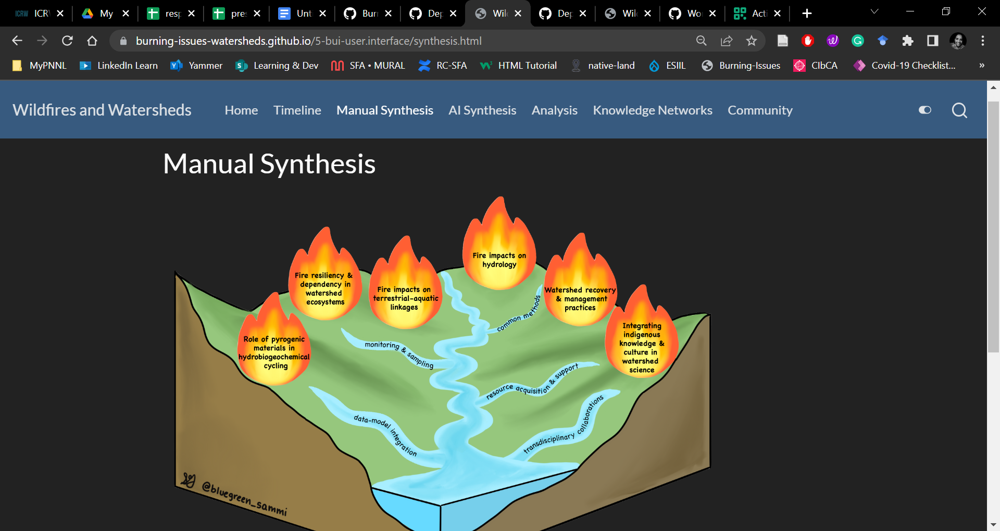 ICR
My
resp
pres
Unt
Bur
Dep
Wil
Dep
Wil
Wo
Acti
burning-issues-watersheds.github.io/5-bui-user.interface/synthesis.html
MyPNNL
LinkedIn Learn
Yammer
Learning & Dev
SFA • MURAL
RC-SFA
HTML Tutorial
native-land
ESIIL
Burning-Issues
CIbCA
Covid-19 Checklist...
»
Wildfires and Watersheds
Home
Timeline
Manual Synthesis
AI Synthesis
Analysis
Knowledge Networks
Community
Manual Synthesis
Fire impacts on
hydrology
Fire resiliency &
dependency in
watershed
ecosystems
Fire impacts on
terrestrial-aquatic
linkages
Watershed recovery
& management
practices
Integrating
indigenous
knowledge &
culture in
watershed
science
Role of pyrogenic
materials in
hydrobiogeochemical
cycling
common methods
monitoring & sampling
resource acquisition & support
data-model integration
transdisciplinary collaborations
@bluegreen_sammi